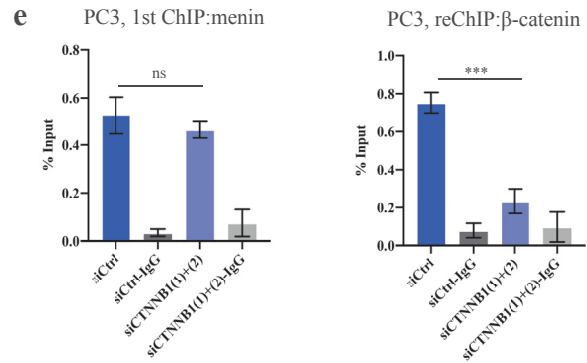 e
PC3, 1st ChIP:menin
PC3, reChIP:β-catenin
ns
% Input
0.6
0.4
0.2
0.0
siCtrl
siCtrl-IgG
siCTNNB1(1)+(2)
siCTNNB1(1)+(2)-IgG
***
% Input
1.0
0.8
0.6
0.4
0.2
0.0
siCtrl
siCtrl-IgG
siCTNNB1(1)+(2)
siCTNNB1(1)+(2)-IgG